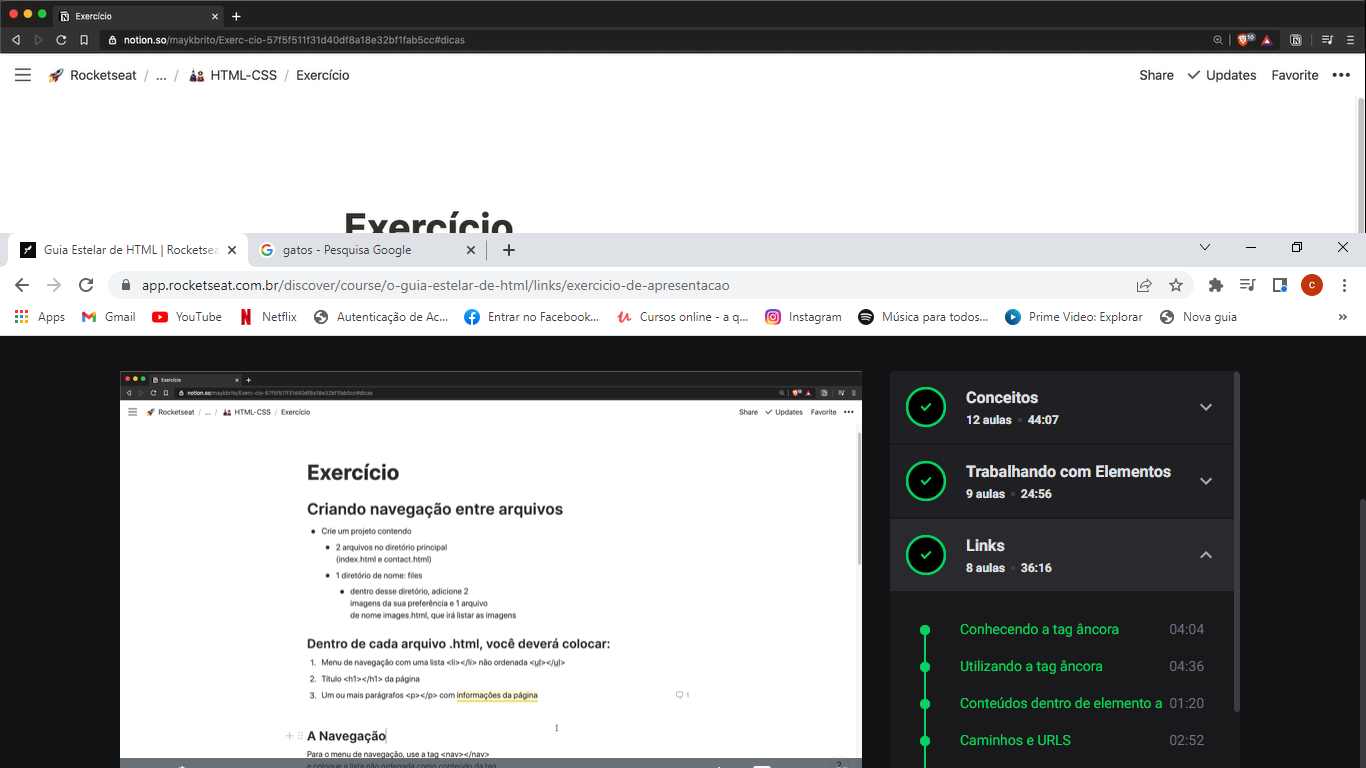 Exercício
notion.so/maykbrito/Exerc-cio-57f5f511f31d40df8a18e32bf1fab5cc#dicas
10
Rocketseat / ... / HTML-CSS / Exercício
Share Updates Favorite
Exercício
Guia Estelar de HTML | Rocketsea
gatos - Pesquisa Google
app.rocketseat.com.br/discover/course/o-guia-estelar-de-html/links/exercicio-de-apresentacao
C
Apps Gmail YouTube Netflix Autenticação de Ac... Entrar no Facebook... Cursos online - a q... Instagram Música para todos... Prime Video: Explorar Nova guia »
Exercício
notion.so/maykbrito/Exerc-cio-57f5f511f31d40df8a18e32bf1fab5cc#dicas
Rocketseat / ... / HTML-CSS / Exercício
Share Updates Favorite
Exercício
Criando navegação entre arquivos
Crie um projeto contendo
2 arquivos no diretório principal
(index.html e contact.html)
1 diretório de nome: files
dentro desse diretório, adicione 2
imagens da sua preferência e 1 arquivo
de nome images.html, que irá listar as imagens
Dentro de cada arquivo .html, você deverá colocar:
1. Menu de navegação com uma lista <li></li> não ordenada <ul></ul>
2. Título <h1></h1> da página
3. Um ou mais parágrafos <p></p> com informações da página
1
A Navegação
Para o menu de navegação, use a tag <nav></nav>
e coloque a lista não ordenada como conteúdo da tag
Conceitos
12 aulas 44:07
Trabalhando com Elementos
9 aulas 24:56
Links
8 aulas 36:16
Conhecendo a tag âncora 04:04
Utilizando a tag âncora 04:36
Conteúdos dentro de elemento a 01:20
Caminhos e URLS 02:52